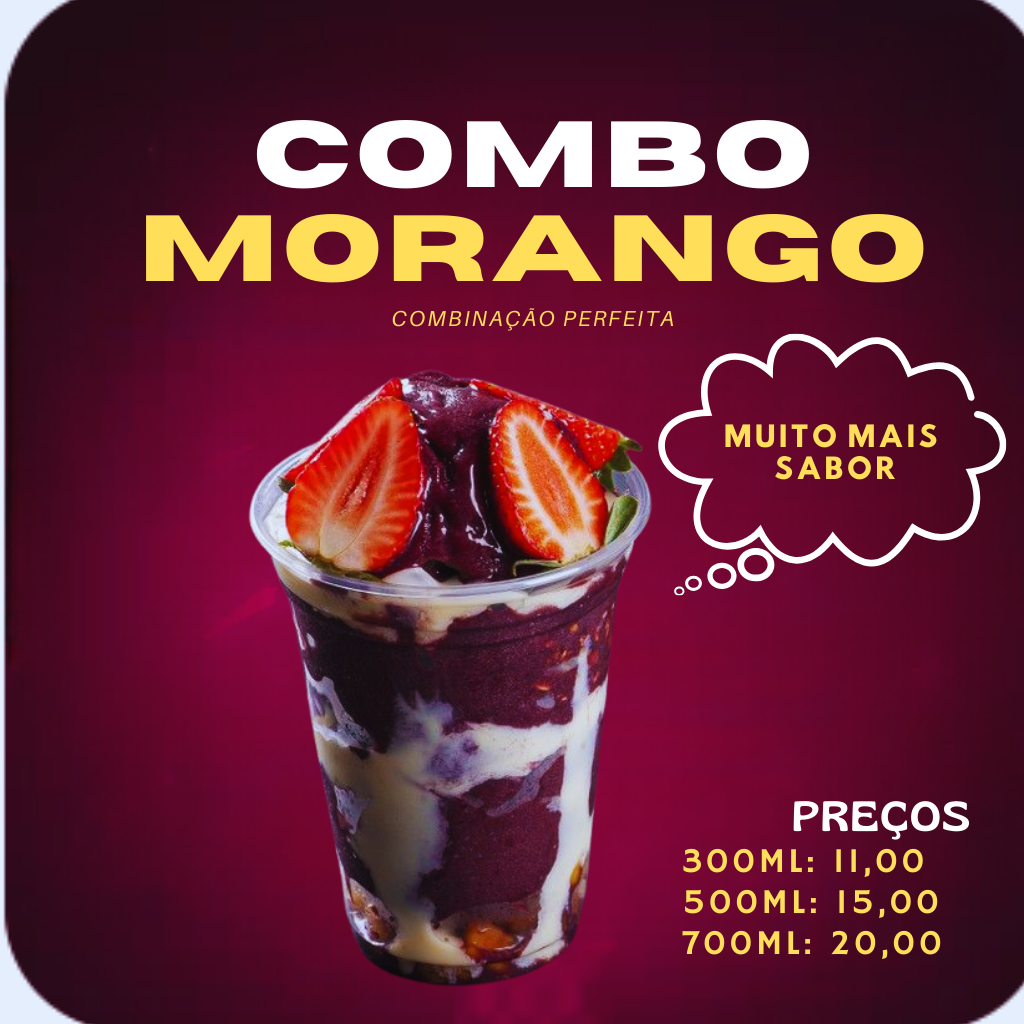 COMBO
MORANGO
COMBINAÇÃO PERFEITA
MUITO MAIS
SABOR
PREÇOS
300ML: 11,00
500ML: 15,00
700ML: 20,00